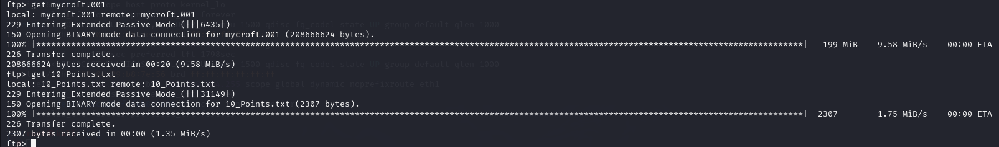 ftp> get mycroft.001
local: mycroft.001 remote: mycroft.001
229 Entering Extended Passive Mode (|||6435|)
150 Opening BINARY mode data connection for mycroft.001 (208666624 bytes).
100% |***********************************************************************************************************************************************************| 199 MiB 9.58 MiB/s 00:00 ETA
226 Transfer complete.
208666624 bytes received in 00:20 (9.58 MiB/s)
ftp> get 10_Points.txt
local: 10_Points.txt remote: 10_Points.txt
229 Entering Extended Passive Mode (|||31149|)
150 Opening BINARY mode data connection for 10_Points.txt (2307 bytes).
100% |***********************************************************************************************************************************************************| 2307 1.75 MiB/s 00:00 ETA
226 Transfer complete.
2307 bytes received in 00:00 (1.35 MiB/s)
ftp>